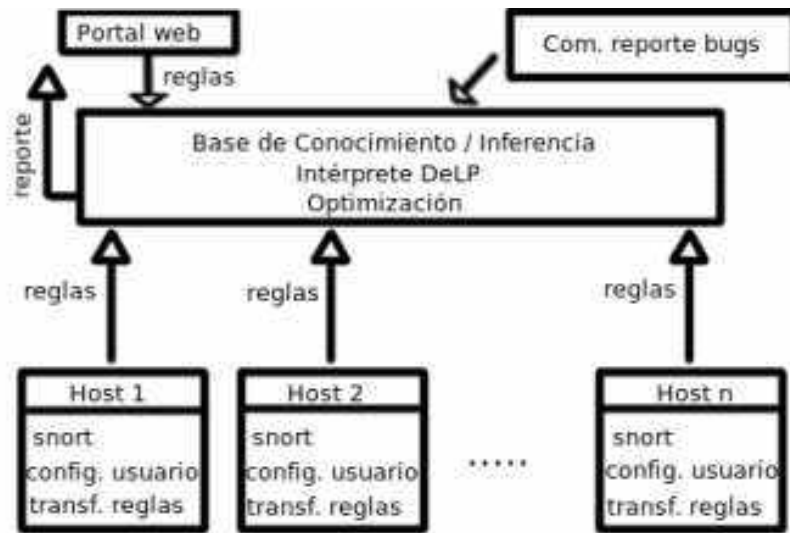 Portal web
Com. reporte bugs
reglas
reporte
Base de Conocimiento / Inferencia
Intérprete DeLP
Optimización
reglas
reglas
reglas
Host 1
snort
config. usuario
transf. reglas
Host 2
snort
config. usuario
transf. reglas
.....
Host n
snort
config. usuario
transf. reglas